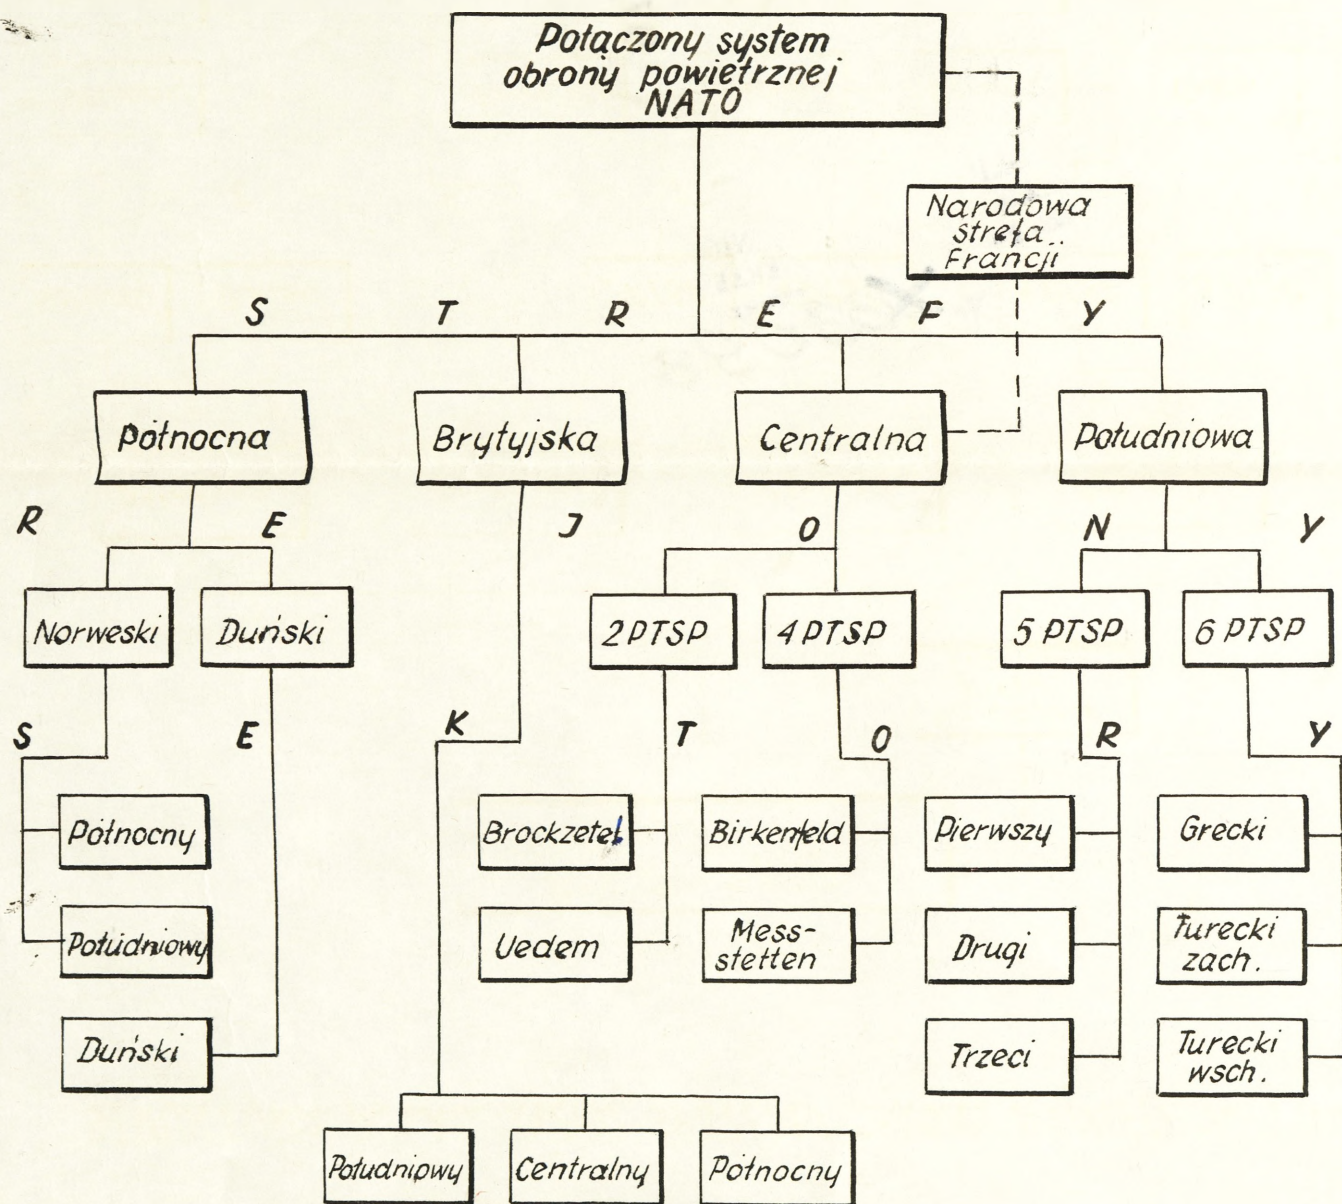 Połączony system
obrony powietrznej
NATO
Narodowa
strefa
Francji
S T R E F Y
Północna
Brytyjska
Centralna
Południowa
R E J O N Y
Norweski
Duński
2 PTSP
4 PTSP
5 PTSP
6 PTSP
S E K T O R Y
Północny
Brockzetel
Birkenfeld
Pierwszy
Grecki
Południowy
Uedem
Mess-
stetten
Drugi
Turecki
zach.
Duński
Trzeci
Turecki
wsch.
Południowy
Centralny
Północny